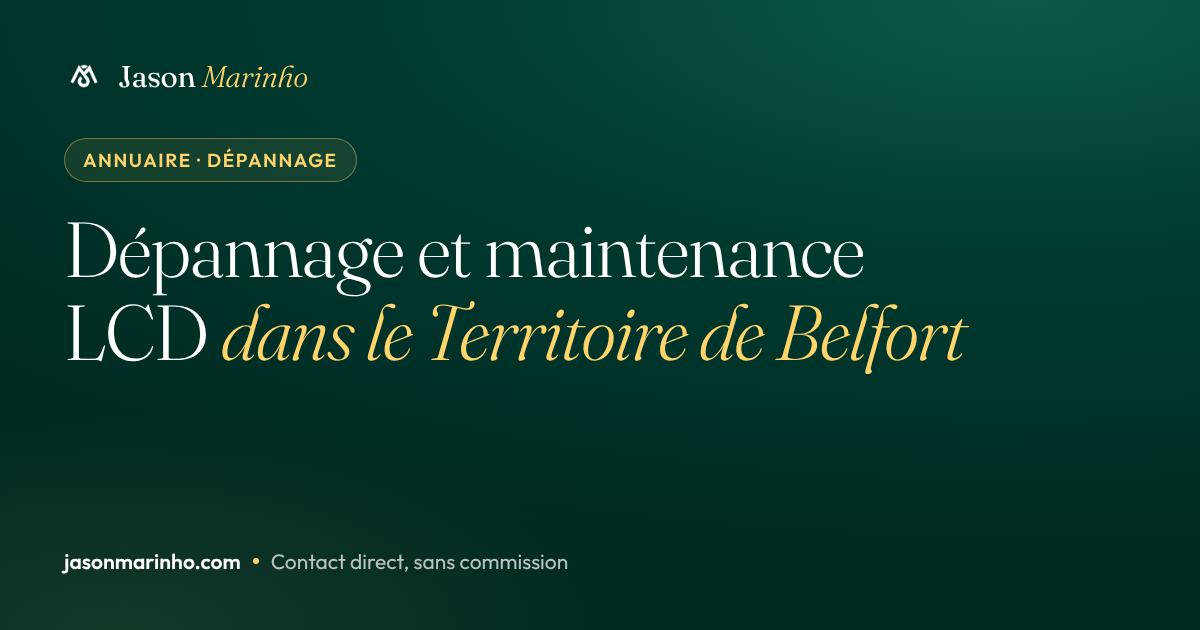 Jason Marinho
ANNUAIRE · DÉPANNAGE
Dépannage et maintenance
LCD dans le Territoire de Belfort
jasonmarinho.com • Contact direct, sans commission